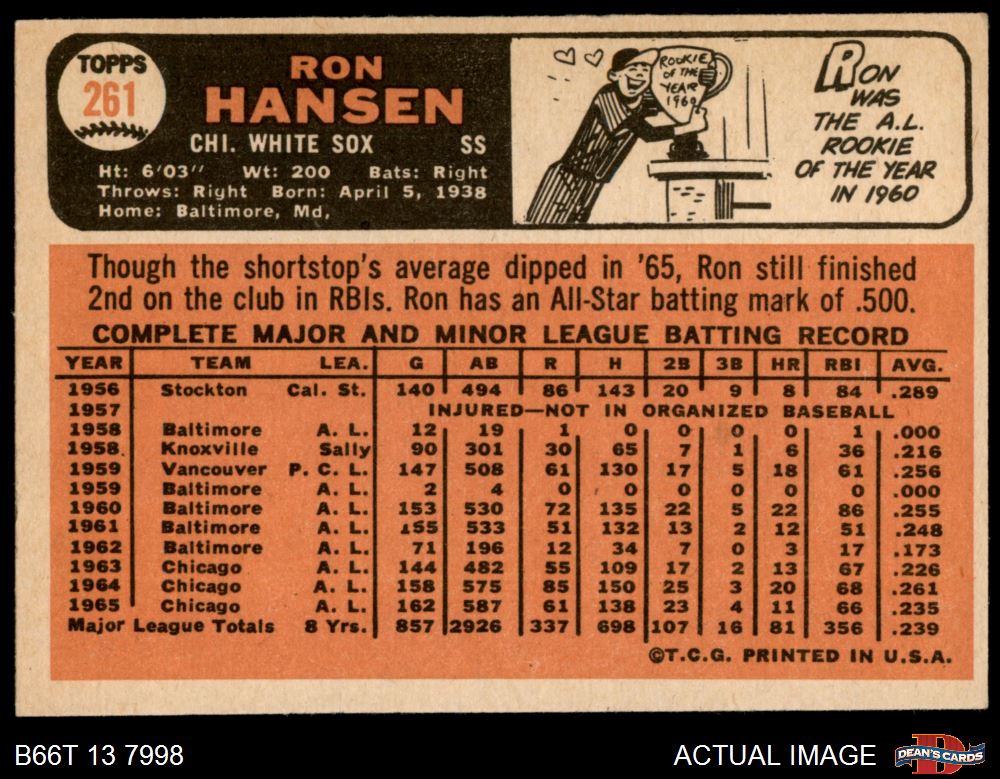 TOPPS
261
RON
HANSEN
CHI. WHITE SOX SS
Ht: 6'03" Wt: 200 Bats: Right
Throws: Right Born: April 5, 1938
Home: Baltimore, Md.
ROOKIE
OF THE
YEAR
1960
RON
WAS
THE A.L.
ROOKIE
OF THE YEAR
IN 1960
Though the shortstop's average dipped in '65, Ron still finished
2nd on the club in RBIs. Ron has an All-Star batting mark of .500.
COMPLETE MAJOR AND MINOR LEAGUE BATTING RECORD
YEAR TEAM LEA. G AB R H 2B 3B HR RBI AVG.
1956 Stockton Cal. St. 140 494 86 143 20 9 8 84 .289
1957 INJURED—NOT IN ORGANIZED BASEBALL
1958 Baltimore A. L. 12 19 1 0 0 0 0 1 .000
1958 Knoxville Sally 90 301 30 65 7 1 6 36 .216
1959 Vancouver P. C. L. 147 508 61 130 17 5 18 61 .256
1959 Baltimore A. L. 2 4 0 0 0 0 0 0 .000
1960 Baltimore A. L. 153 530 72 135 22 5 22 86 .255
1961 Baltimore A. L. 155 533 51 132 13 2 12 51 .248
1962 Baltimore A. L. 71 196 12 34 7 0 3 17 .173
1963 Chicago A. L. 144 482 55 109 17 2 13 67 .226
1964 Chicago A. L. 158 575 85 150 25 3 20 68 .261
1965 Chicago A. L. 162 587 61 138 23 4 11 66 .235
Major League Totals 8 Yrs. 857 2926 337 698 107 16 81 356 .239
©T.C.G. PRINTED IN U.S.A.
B66T 13 7998 ACTUAL IMAGE D DEAN'S CARDS